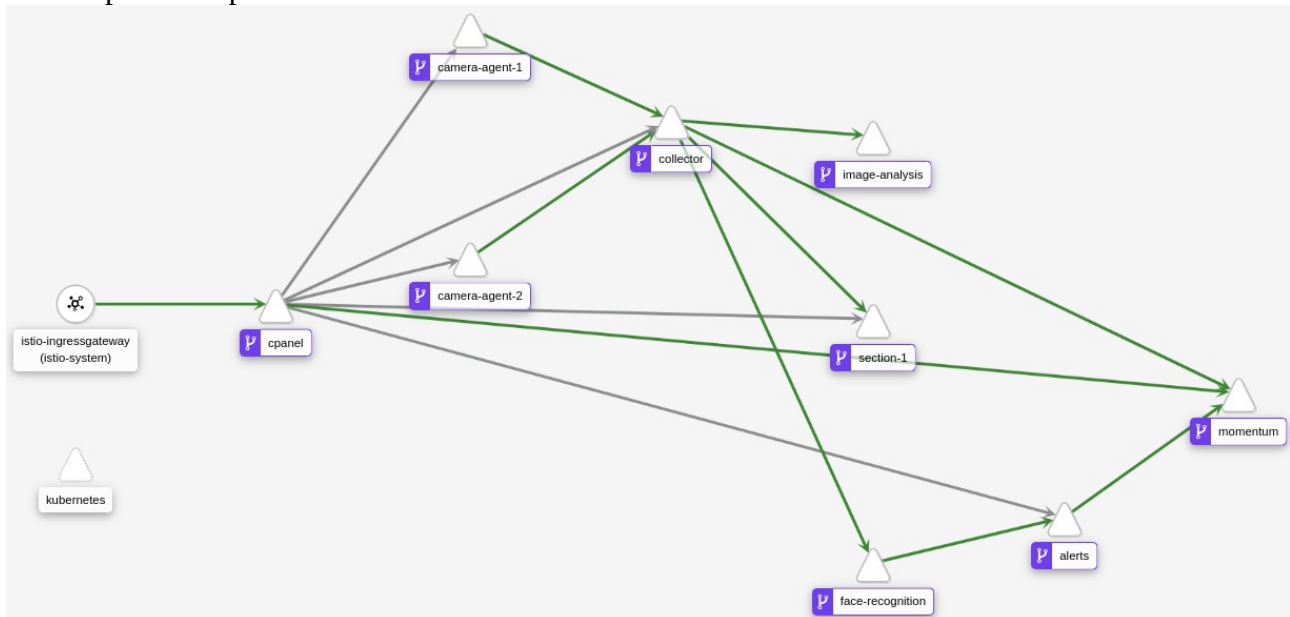 camera-agent-1
collector
image-analysis
camera-agent-2
istio-ingressgateway
(istio-system)
cpanel
section-1
momentum
kubernetes
alerts
face-recognition